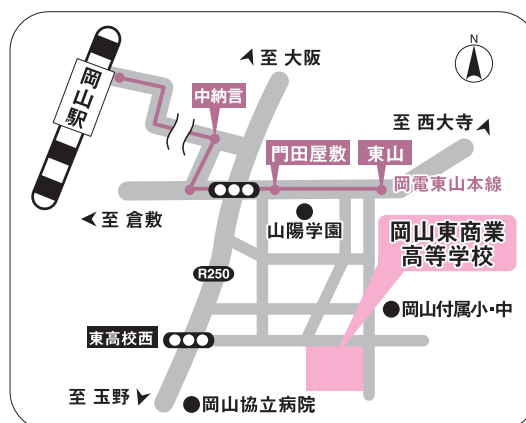 N
至 大阪
岡山駅
中納言
至 西大寺
門田屋敷
東山
岡電東山本線
至 倉敷
山陽学園
岡山東商業
高等学校
R250
岡山付属小・中
東高校西
至 玉野
岡山協立病院